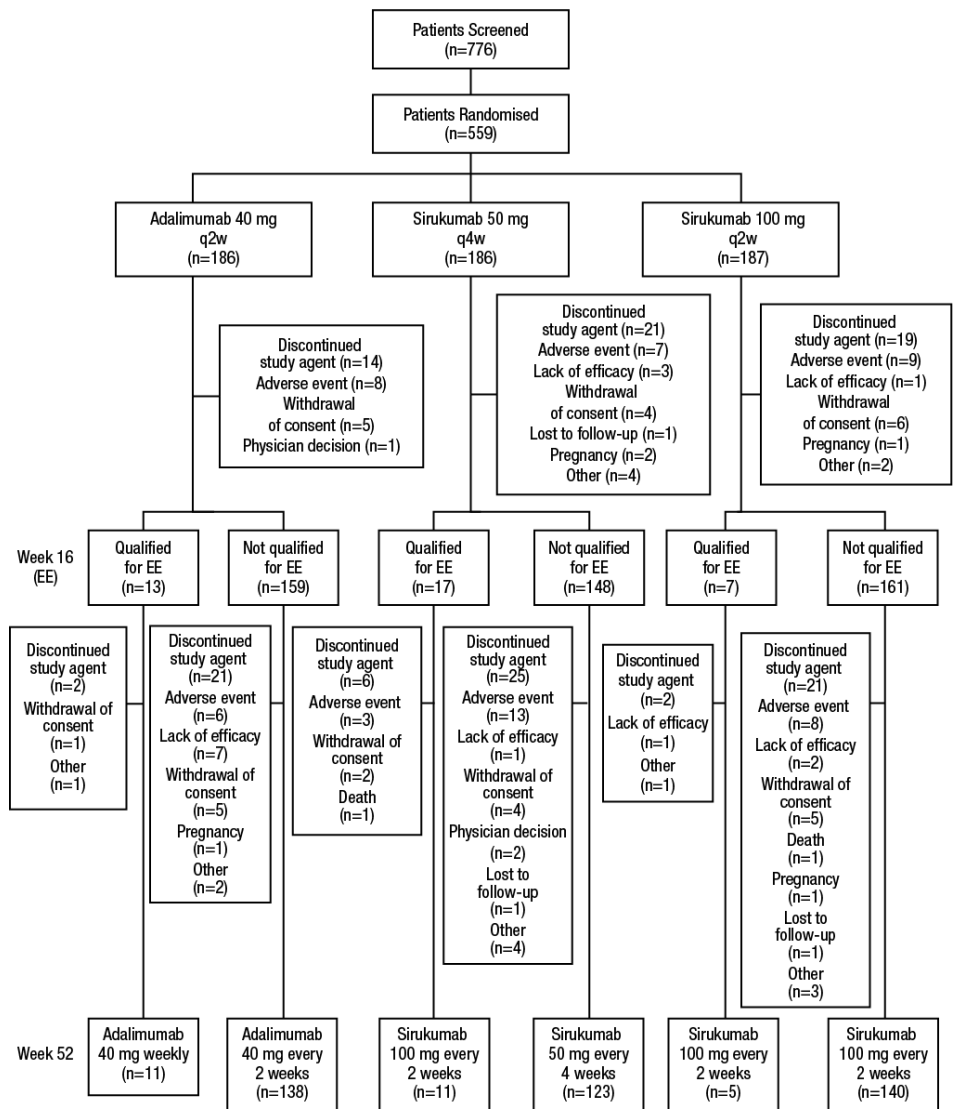 Patients Screened
(n=776)
Patients Randomised
(n=559)
Adalimumab 40 mg
q2w
(n=186)
Sirukumab 50 mg
q4w
(n=186)
Sirukumab 100 mg
q2w
(n=187)
Discontinued
study agent (n=14)
Adverse event (n=8)
Withdrawal
of consent (n=5)
Physician decision (n=1)
Discontinued
study agent (n=21)
Adverse event (n=7)
Lack of efficacy (n=3)
Withdrawal
of consent (n=4)
Lost to follow-up (n=1)
Pregnancy (n=2)
Other (n=4)
Discontinued
study agent (n=19)
Adverse event (n=9)
Lack of efficacy (n=1)
Withdrawal
of consent (n=6)
Pregnancy (n=1)
Other (n=2)
Week 16
(EE)
Qualified
for EE
(n=13)
Not qualified
for EE
(n=159)
Qualified
for EE
(n=17)
Not qualified
for EE
(n=148)
Qualified
for EE
(n=7)
Not qualified
for EE
(n=161)
Discontinued
study agent
(n=2)
Withdrawal of
consent
(n=1)
Other
(n=1)
Discontinued
study agent
(n=21)
Adverse event
(n=6)
Lack of efficacy
(n=7)
Withdrawal of
consent
(n=5)
Pregnancy
(n=1)
Other
(n=2)
Discontinued
study agent
(n=6)
Adverse event
(n=3)
Withdrawal of
consent
(n=2)
Death
(n=1)
Discontinued
study agent
(n=25)
Adverse event
(n=13)
Lack of efficacy
(n=1)
Withdrawal of
consent
(n=4)
Physician decision
(n=2)
Lost to
follow-up
(n=1)
Other
(n=4)
Discontinued
study agent
(n=2)
Lack of efficacy
(n=1)
Other
(n=1)
Discontinued
study agent
(n=21)
Adverse event
(n=8)
Lack of efficacy
(n=2)
Withdrawal of
consent
(n=5)
Death
(n=1)
Pregnancy
(n=1)
Lost to
follow-up
(n=1)
Other
(n=3)
Week 52
Adalimumab
40 mg weekly
(n=11)
Adalimumab
40 mg every
2 weeks
(n=138)
Sirukumab
100 mg every
2 weeks
(n=11)
Sirukumab
50 mg every
4 weeks
(n=123)
Sirukumab
100 mg every
2 weeks
(n=5)
Sirukumab
100 mg every
2 weeks
(n=140)